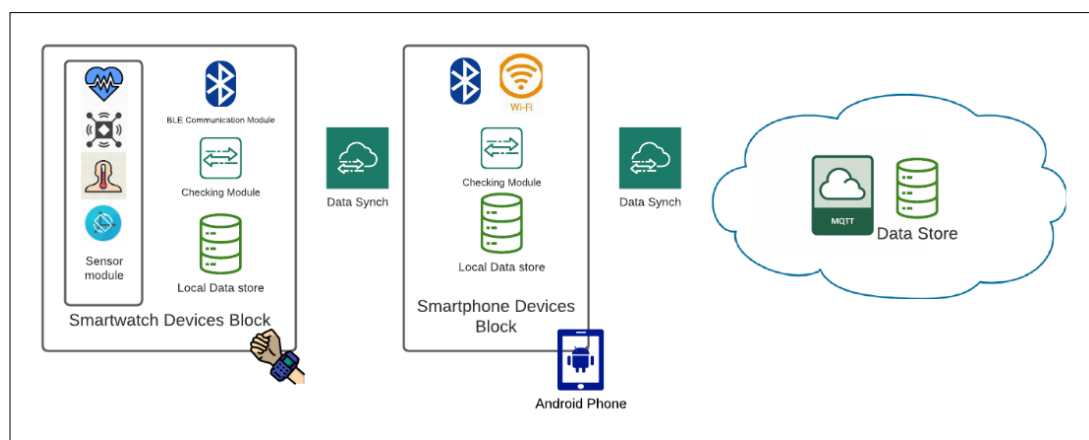 BLE Communication Module
Checking Module
Local Data store
Sensor
module
Smartwatch Devices Block
Data Synch
Wi-Fi
Checking Module
Local Data store
Smartphone Devices
Block
Android Phone
Data Synch
MQTT
Data Store